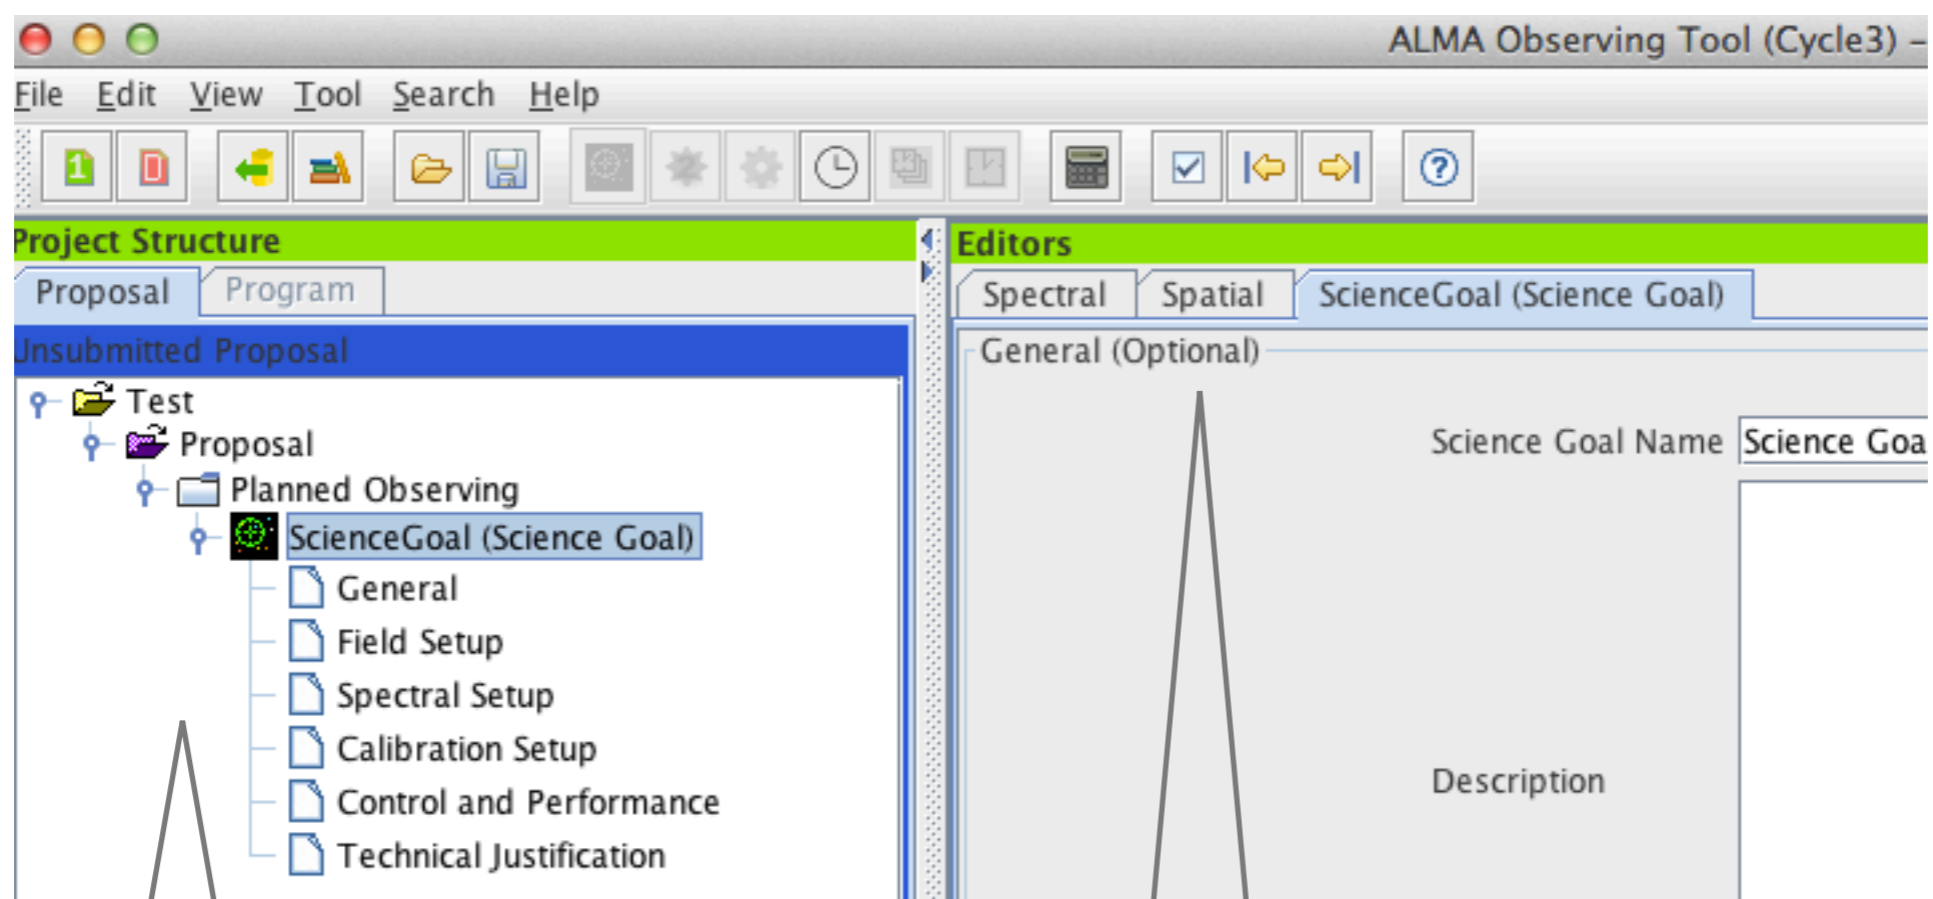 ALMA Observing Tool (Cycle3) –
File Edit View Tool Search Help
1 D 2 ?
Project Structure
Proposal Program
Unsubmitted Proposal
Test
Proposal
Planned Observing
ScienceGoal (Science Goal)
General
Field Setup
Spectral Setup
Calibration Setup
Control and Performance
Technical Justification
Editors
Spectral Spatial ScienceGoal (Science Goal)
General (Optional)
Science Goal Name Science Goa
Description